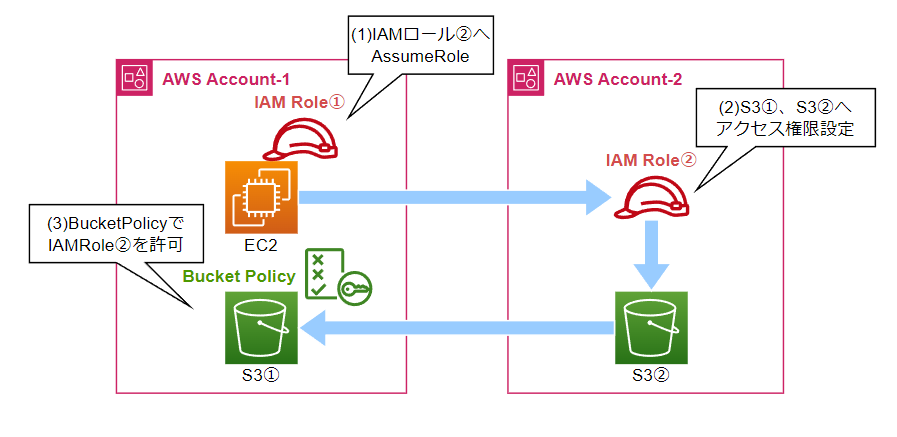 (1)IAMロール②へ
AssumeRole
AWS Account-1
AWS Account-2
IAM Role①
(2)S3①、S3②へ
アクセス権限設定
IAM Role②
(3)BucketPolicyで
IAMRole②を許可
EC2
Bucket Policy
S3①
S3②